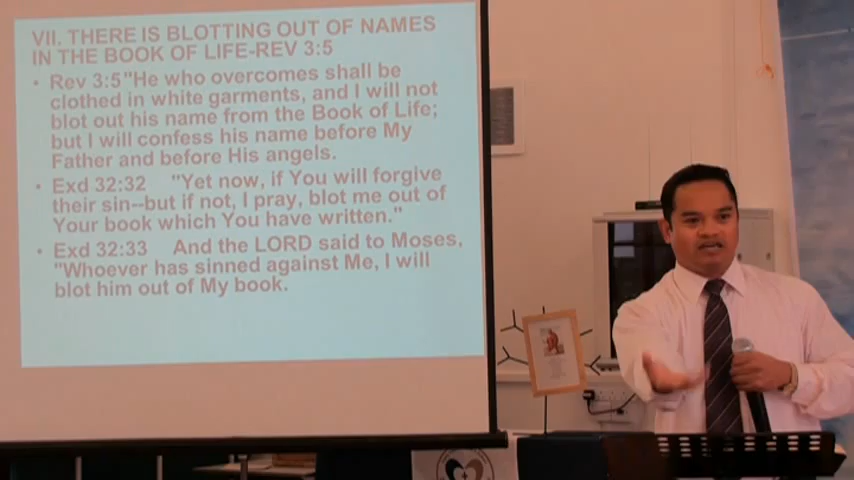 VII. THERE IS BLOTTING OUT OF NAMES
IN THE BOOK OF LIFE-REV 3:5
• Rev 3:5"He who overcomes shall be
clothed in white garments, and I will not
blot out his name from the Book of Life;
but I will confess his name before My
Father and before His angels.
• Exd 32:32 "Yet now, if You will forgive
their sin--but if not, I pray, blot me out of
Your book which You have written."
• Exd 32:33 And the LORD said to Moses,
"Whoever has sinned against Me, I will
blot him out of My book.